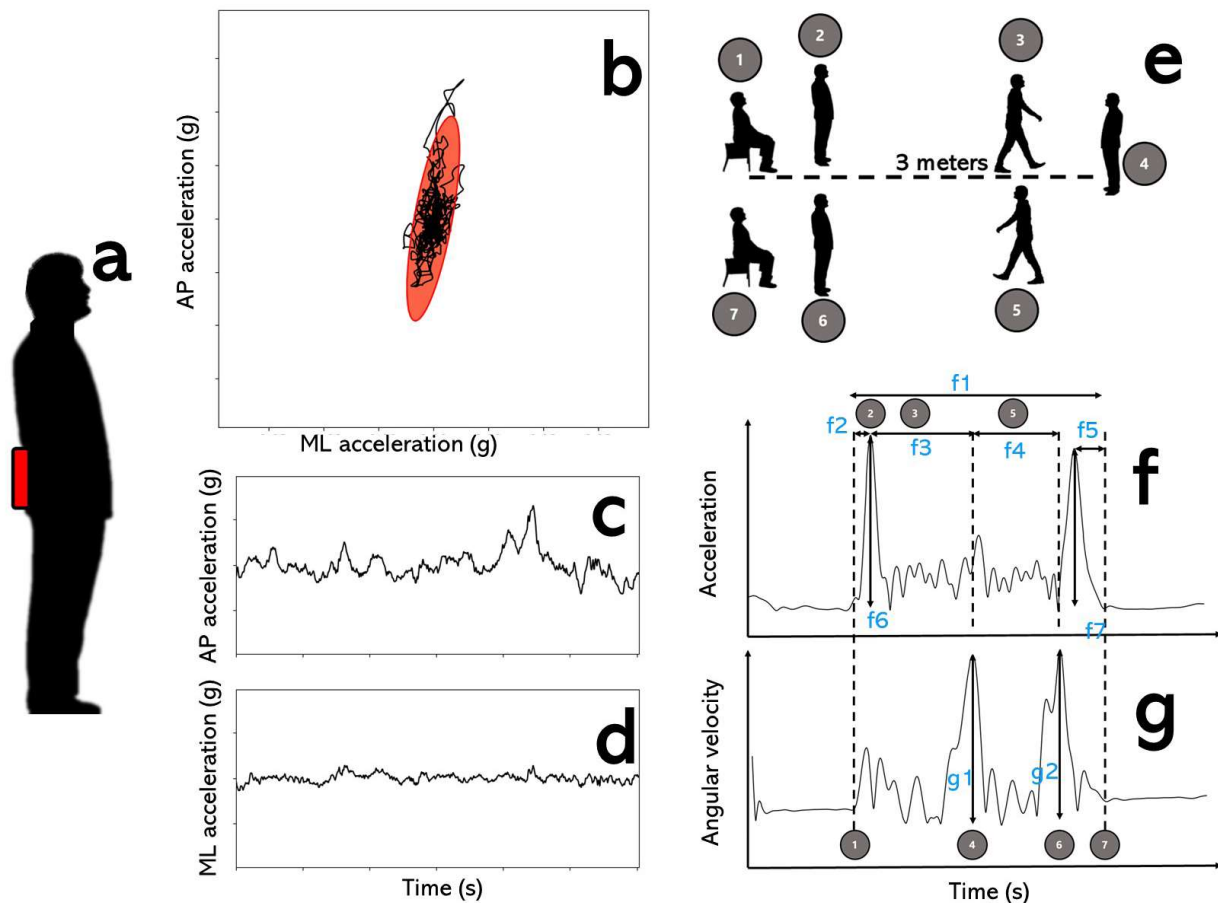 a
b
AP acceleration (g)
ML acceleration (g)
c
AP acceleration (g)
d
ML acceleration (g)
Time (s)
e
1
2
3
3 meters
4
7
6
5
f1
2
3
5
f2
f3
f4
f5
f
Acceleration
f6
f7
g
Angular velocity
g1
g2
1
4
6
7
Time (s)